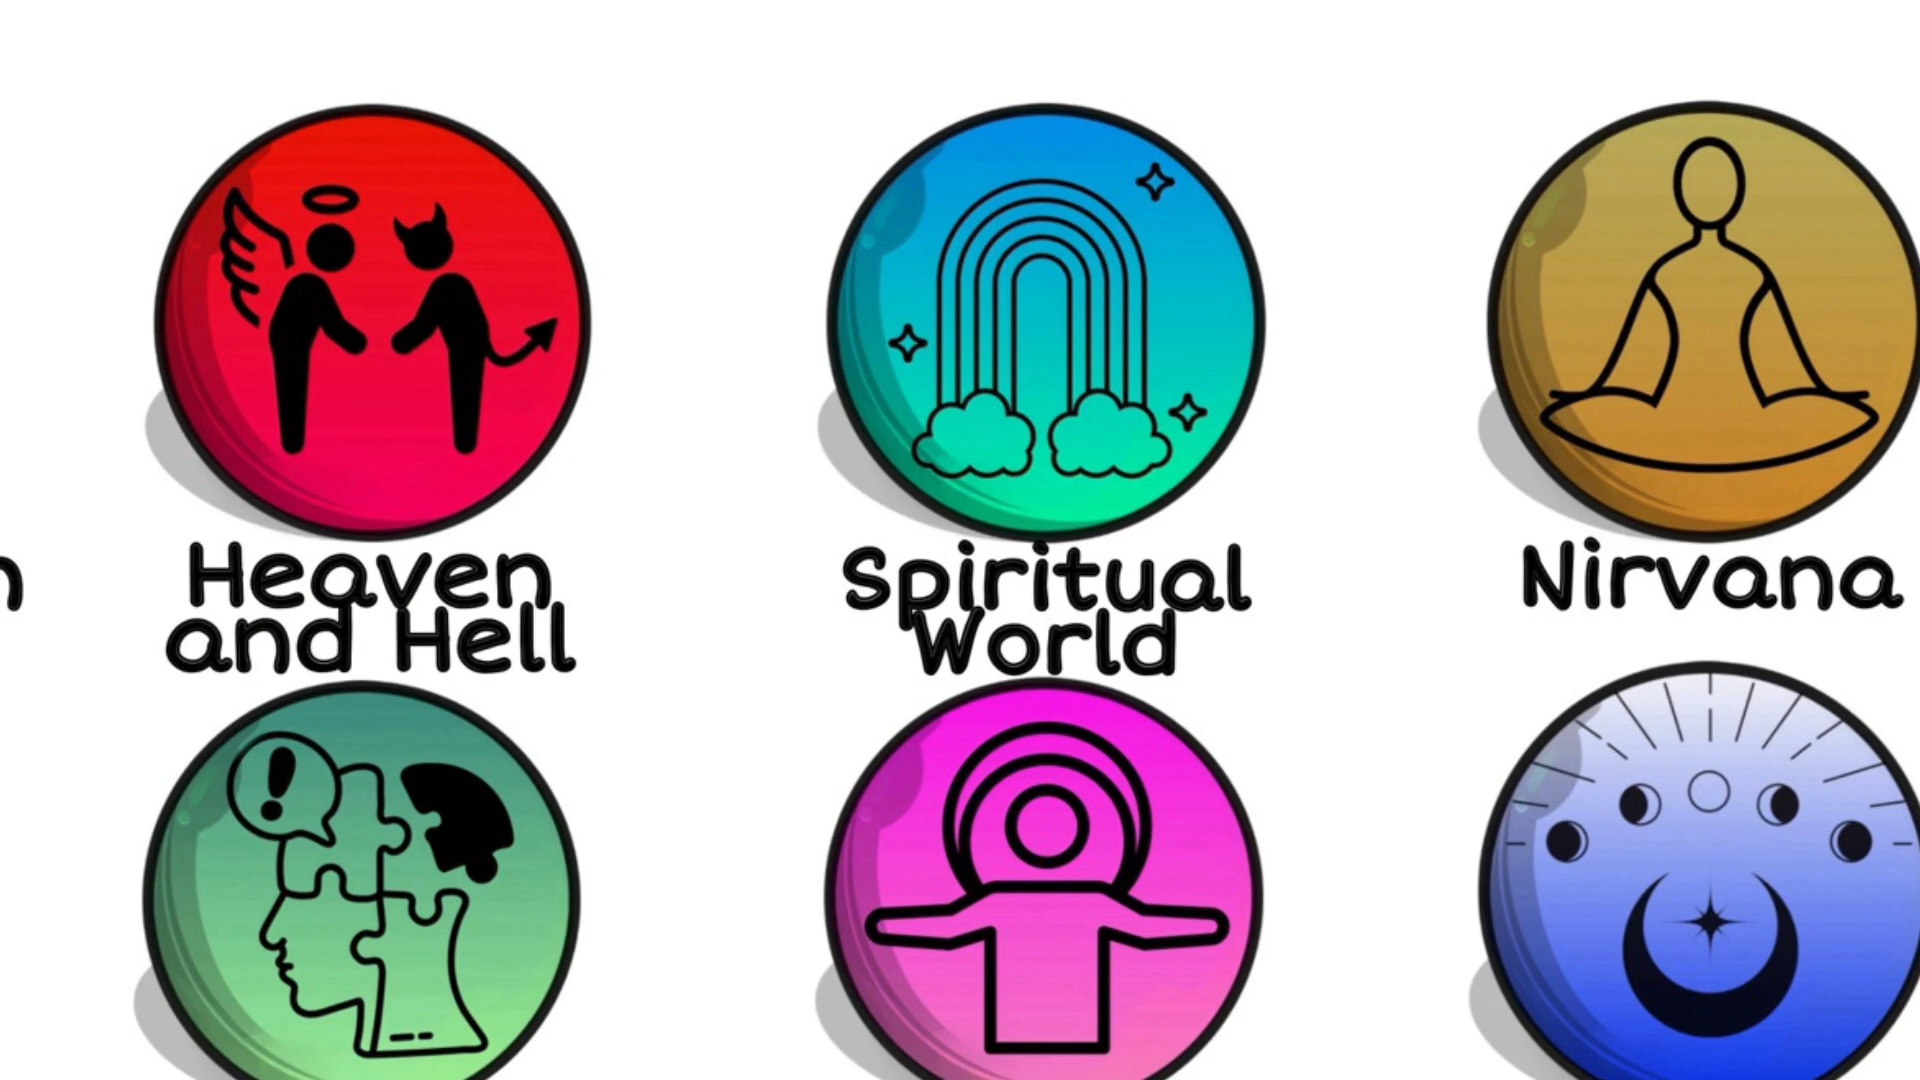 Heaven
and Hell
Spiritual
World
Nirvana